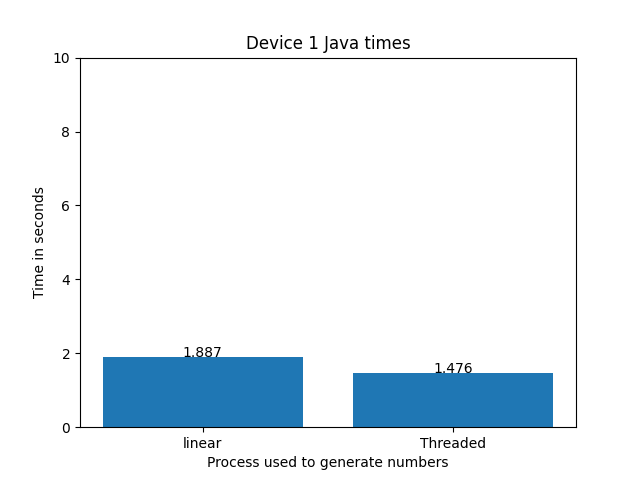 Device 1 Java times
10
8
6
4
2
0
Time in seconds
1.887
1.476
linear
Threaded
Process used to generate numbers